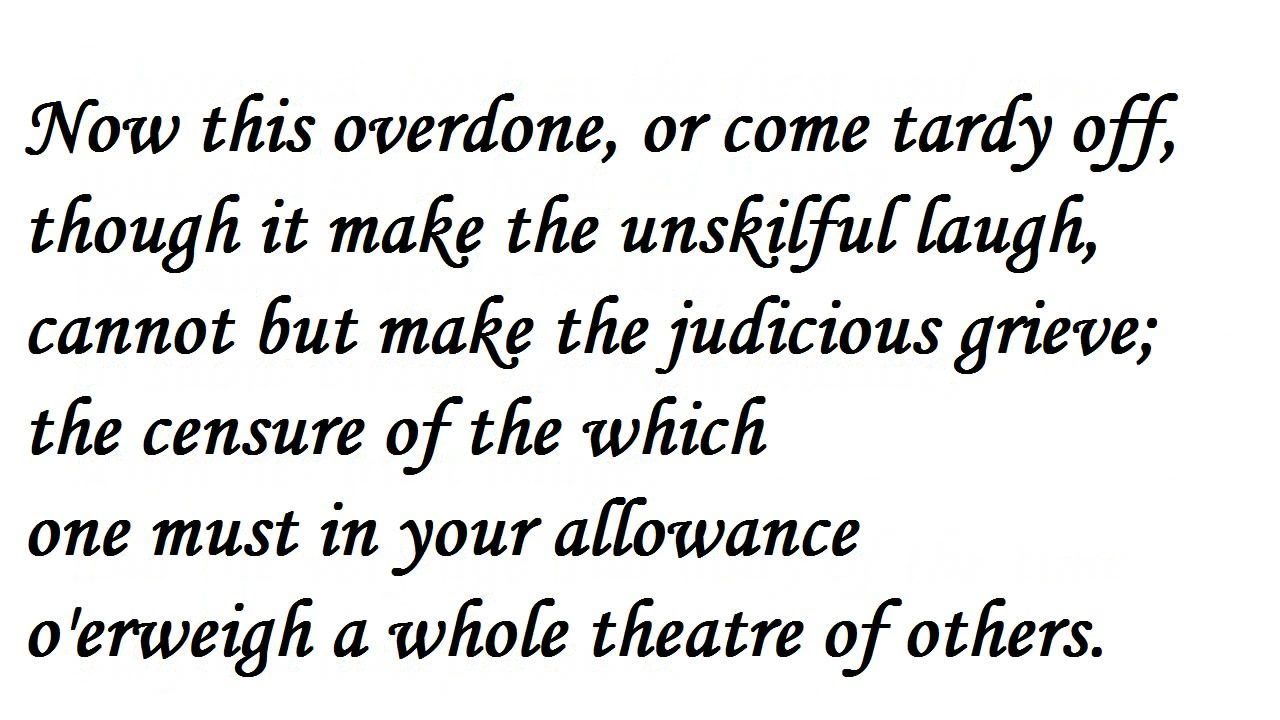 Now this overdone, or come tardy off,
though it make the unskilful laugh,
cannot but make the judicious grieve;
the censure of the which
one must in your allowance
o'erweigh a whole theatre of others.